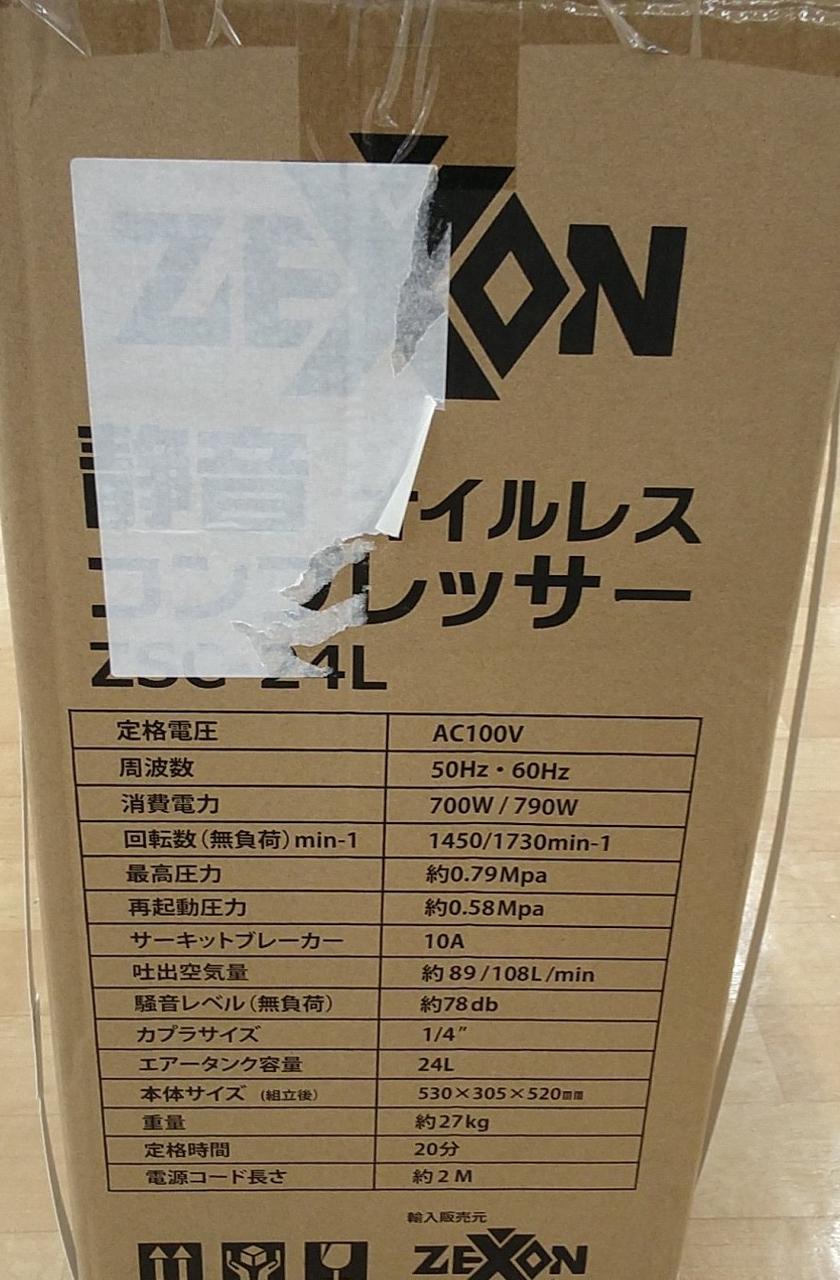 ZEXON
静音 オイルレス
コンプレッサー
ZSC-24L
定格電圧 AC100V
周波数 50Hz・60Hz
消費電力 700W / 790W
回転数（無負荷）min-1 1450/1730min-1
最高圧力 約0.79Mpa
再起動圧力 約0.58Mpa
サーキットブレーカー 10A
吐出空気量 約 89 /108L/min
騒音レベル（無負荷） 約78db
カプラサイズ 1/4”
エアータンク容量 24L
本体サイズ （組立後） 530×305×520㎜
重量 約27kg
定格時間 20分
電源コード長さ 約 2 M
輸入販売元
ZEXON